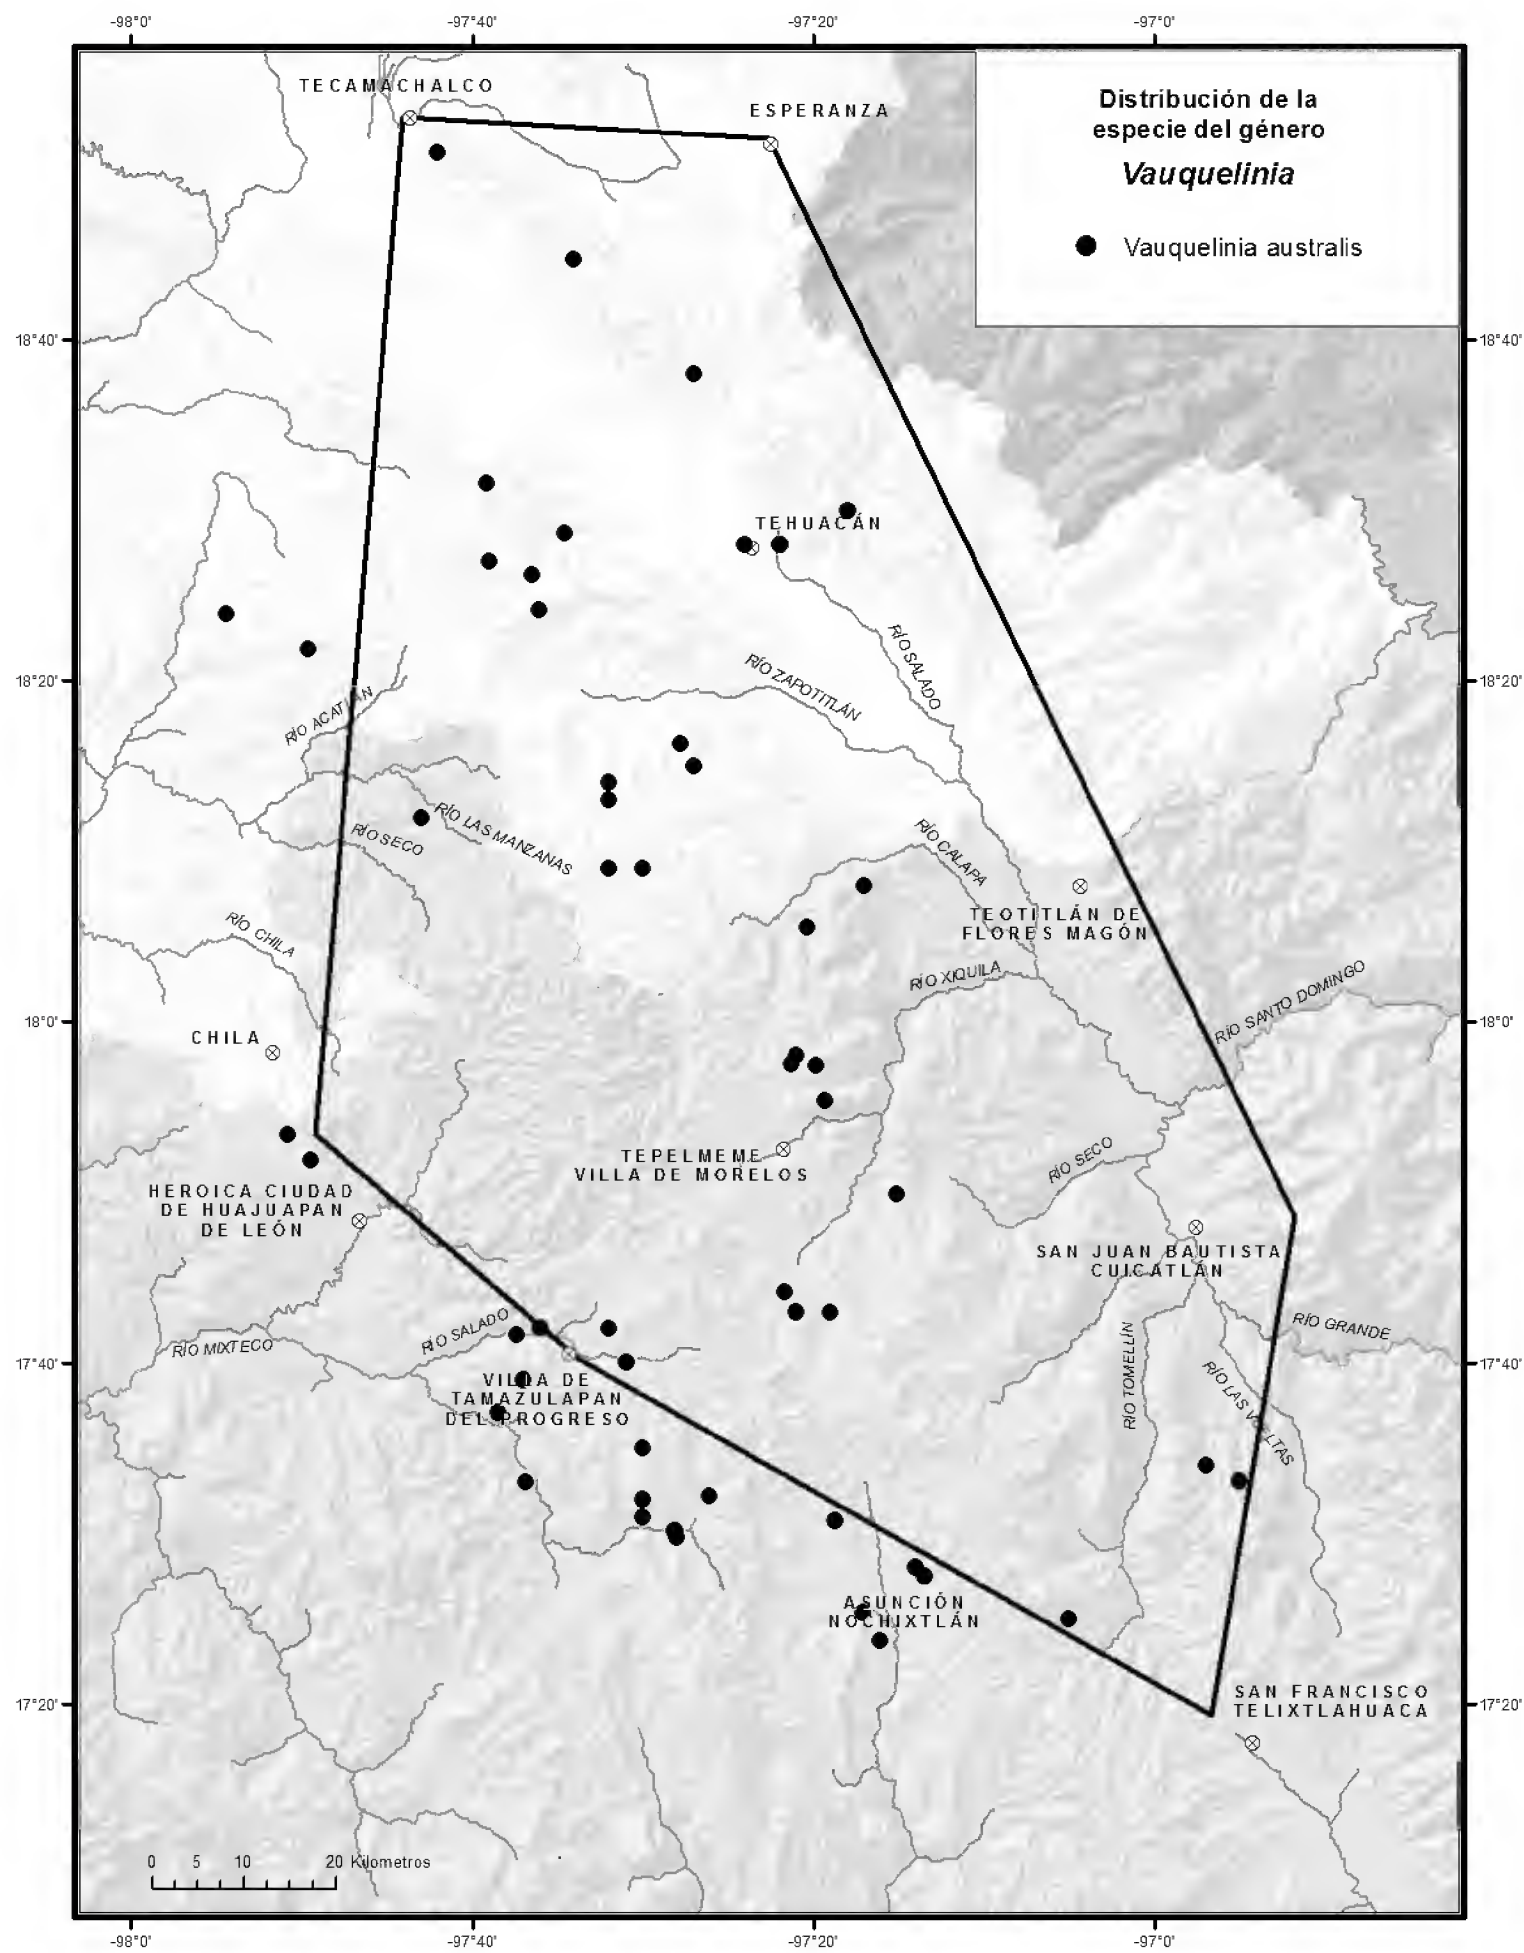 -98°0'
-97°40'
-97°20'
-97°0'
TECAMACHALCO
ESPERANZA
Distribución de la
especie del género
Vauquelinia
Vauquelinia australis
18°40'
18°40'
TEHUACÁN
RÍO SALADO
RÍO ZAPOTITLÁN
18°20'
18°20'
RÍO ACATLÁN
RÍO LAS MANZANAS
RÍO SECO
RÍO CALAPA
TEOTITLÁN DE
FLORES MAGÓN
RÍO CHILA
RÍO XIQUILA
RÍO SANTO DOMINGO
18°0'
18°0'
CHILA
TEPELMEME
VILLA DE MORELOS
RÍO SECO
HEROICA CIUDAD
DE HUAJUAPAN
DE LEÓN
SAN JUAN BAUTISTA
CUICATLÁN
RÍO SALADO
RÍO MIXTECO
RÍO GRANDE
RÍO TOMELLÍN
RÍO LAS VUELTAS
17°40'
17°40'
VILLA DE
TAMAZULAPAN
DEL PROGRESO
ASUNCIÓN
NOCHIXTLÁN
17°20'
17°20'
SAN FRANCISCO
TELIXTLAHUACA
0 5 10 20 Kilometros
-98°0'
-97°40'
-97°20'
-97°0'